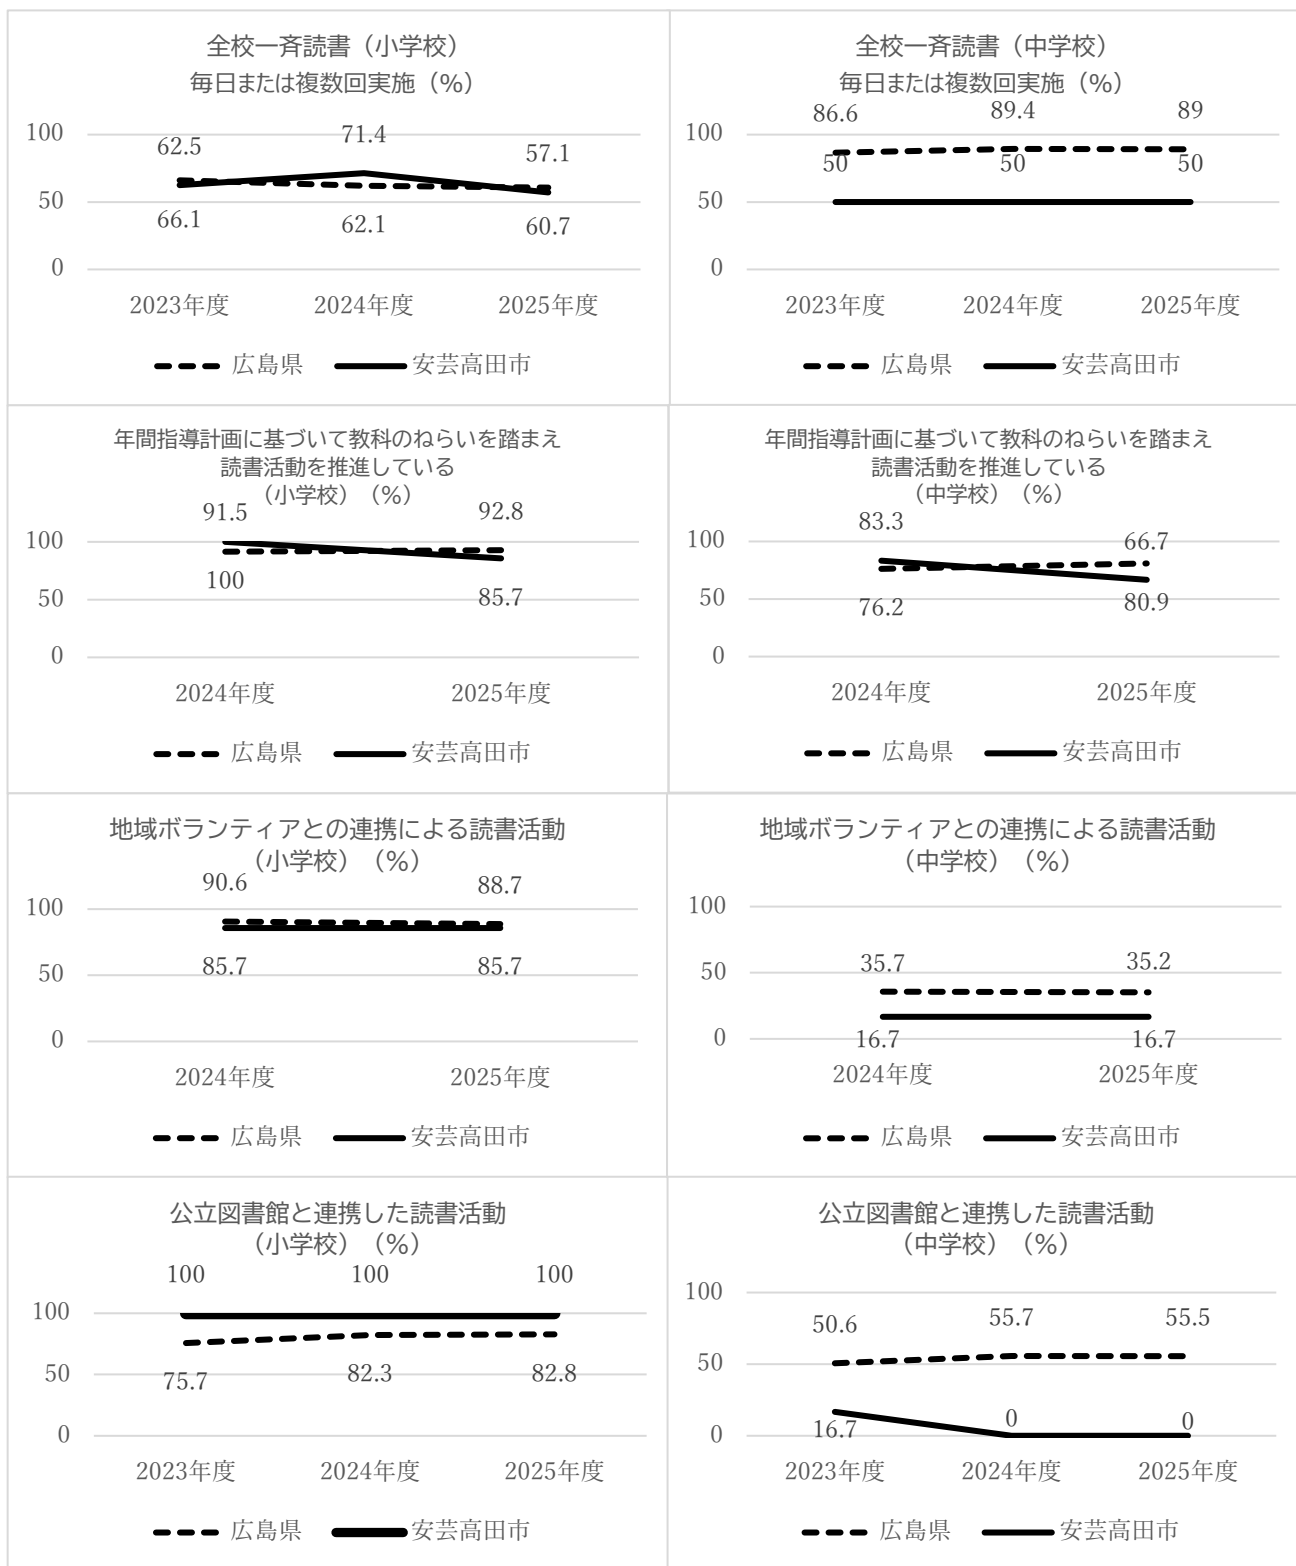 全校一斉読書（小学校）
毎日または複数回実施（%）
62.5 71.4 57.1
100
50
66.1 62.1 60.7
0
2023年度 2024年度 2025年度
広島県 安芸高田市
全校一斉読書（中学校）
毎日または複数回実施（%）
86.6 89.4 89
100
50 50 50
50
0
2023年度 2024年度 2025年度
広島県 安芸高田市
年間指導計画に基づいて教科のねらいを踏まえ
読書活動を推進している
（小学校）（%）
91.5 92.8
100
100 85.7
50
0
2024年度 2025年度
広島県 安芸高田市
年間指導計画に基づいて教科のねらいを踏まえ
読書活動を推進している
（中学校）（%）
83.3 66.7
100
50
76.2 80.9
0
2024年度 2025年度
広島県 安芸高田市
地域ボランティアとの連携による読書活動
（小学校）（%）
90.6 88.7
100
85.7 85.7
50
0
2024年度 2025年度
広島県 安芸高田市
地域ボランティアとの連携による読書活動
（中学校）（%）
100
35.7 35.2
50
16.7 16.7
0
2024年度 2025年度
広島県 安芸高田市
公立図書館と連携した読書活動
（小学校）（%）
100 100 100
100
75.7 82.3 82.8
50
0
2023年度 2024年度 2025年度
広島県 安芸高田市
公立図書館と連携した読書活動
（中学校）（%）
100
50.6 55.7 55.5
50
16.7 0 0
0
2023年度 2024年度 2025年度
広島県 安芸高田市